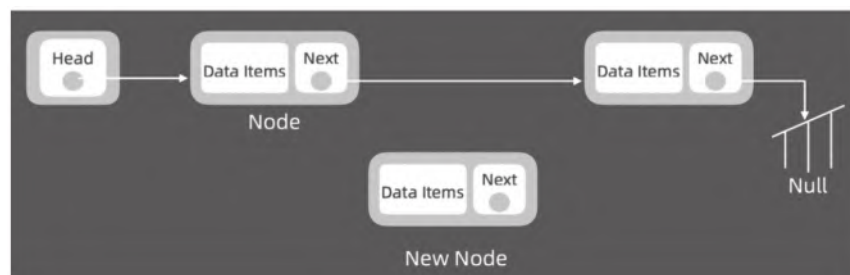 Head
Data Items
Next
Data Items
Next
Node
Null
Data Items
Next
New Node